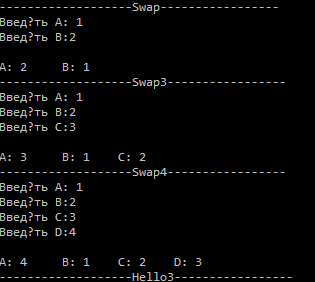 -------------------Swap-----------------
Введ?ть A: 1
Введ?ть B:2
A: 2     B: 1
-------------------Swap3-----------------
Введ?ть A: 1
Введ?ть B:2
Введ?ть C:3
A: 3     B: 1    C: 2
-------------------Swap4-----------------
Введ?ть A: 1
Введ?ть B:2
Введ?ть C:3
Введ?ть D:4
A: 4     B: 1    C: 2    D: 3
-------------------Hello3-----------------